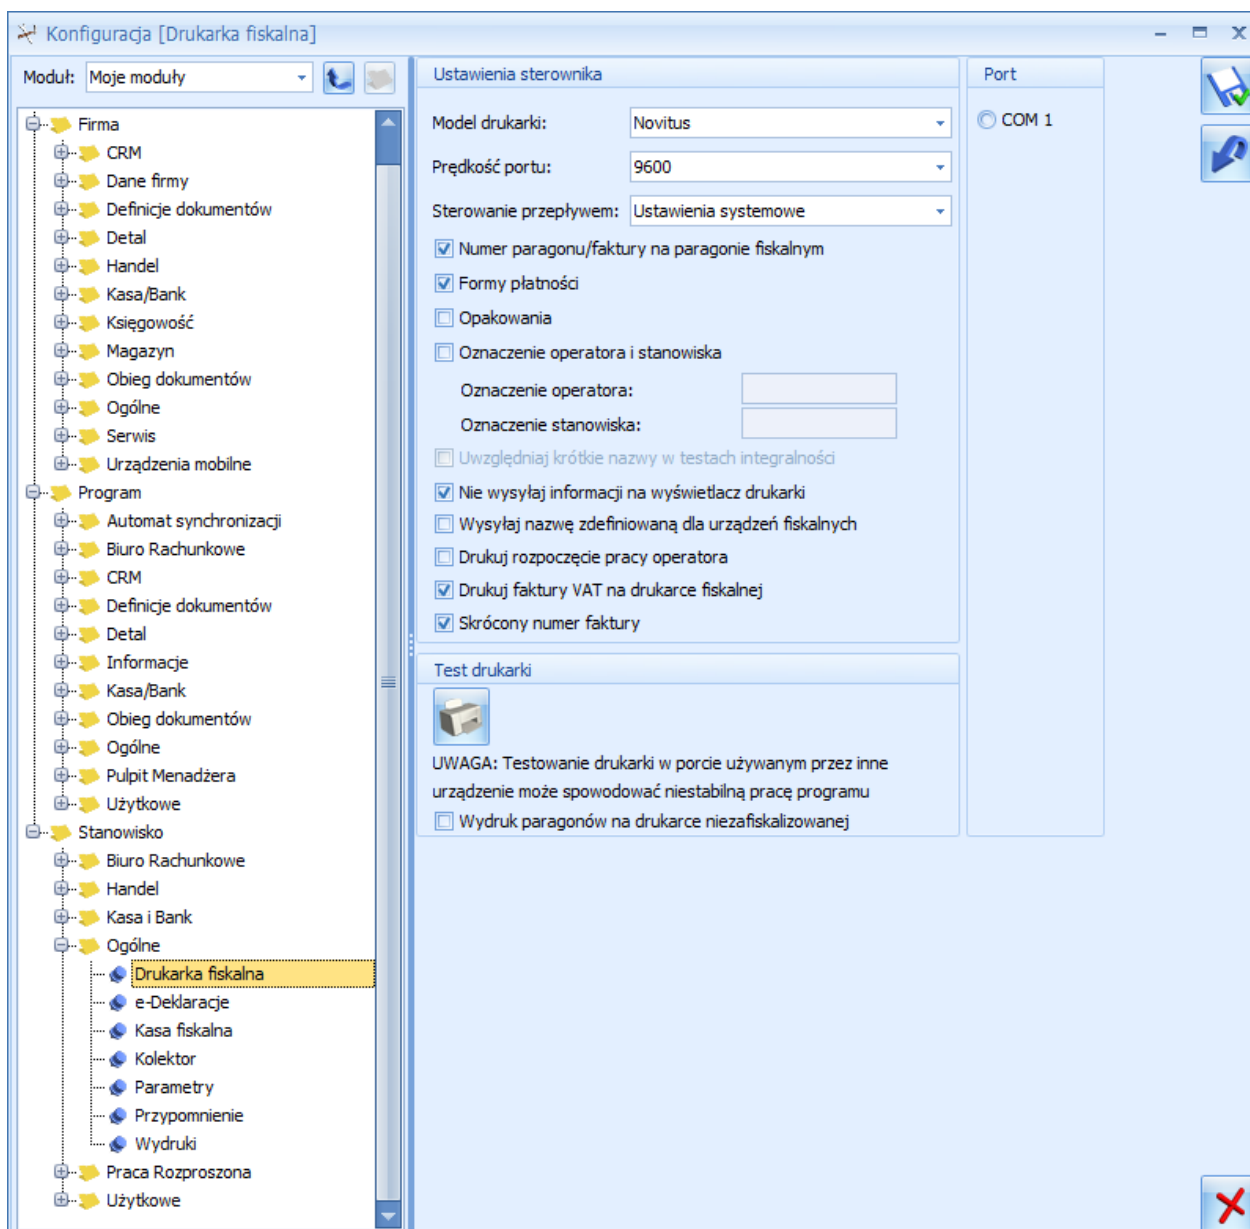 Konfiguracja [Drukarka fiskalna]
Moduł: Moje moduły
Firma
CRM
Dane firmy
Definicje dokumentów
Detal
Handel
Kasa/Bank
Księgowość
Magazyn
Obieg dokumentów
Ogólne
Serwis
Urządzenia mobilne
Program
Automat synchronizacji
Biuro Rachunkowe
CRM
Definicje dokumentów
Detal
Informacje
Kasa/Bank
Obieg dokumentów
Ogólne
Pulpit Menadżera
Użytkowe
Stanowisko
Biuro Rachunkowe
Handel
Kasa i Bank
Ogólne
Drukarka fiskalna
e-Deklaracje
Kasa fiskalna
Kolektor
Parametry
Przypomnienie
Wydruki
Praca Rozproszona
Użytkowe
Ustawienia sterownika
Model drukarki: Novitus
Prędkość portu: 9600
Sterowanie przepływem: Ustawienia systemowe
Numer paragonu/faktury na paragonie fiskalnym
Formy płatności
Opakowania
Oznaczenie operatora i stanowiska
Oznaczenie operatora:
Oznaczenie stanowiska:
Uwzględniaj krótkie nazwy w testach integralności
Nie wysyłaj informacji na wyświetlacz drukarki
Wysyłaj nazwę zdefiniowaną dla urządzeń fiskalnych
Drukuj rozpoczęcie pracy operatora
Drukuj faktury VAT na drukarce fiskalnej
Skrócony numer faktury
Test drukarki
UWAGA: Testowanie drukarki w porcie używanym przez inne
urządzenie może spowodować niestabilną pracę programu
Wydruk paragonów na drukarce niezafiskalizowanej
Port
COM 1